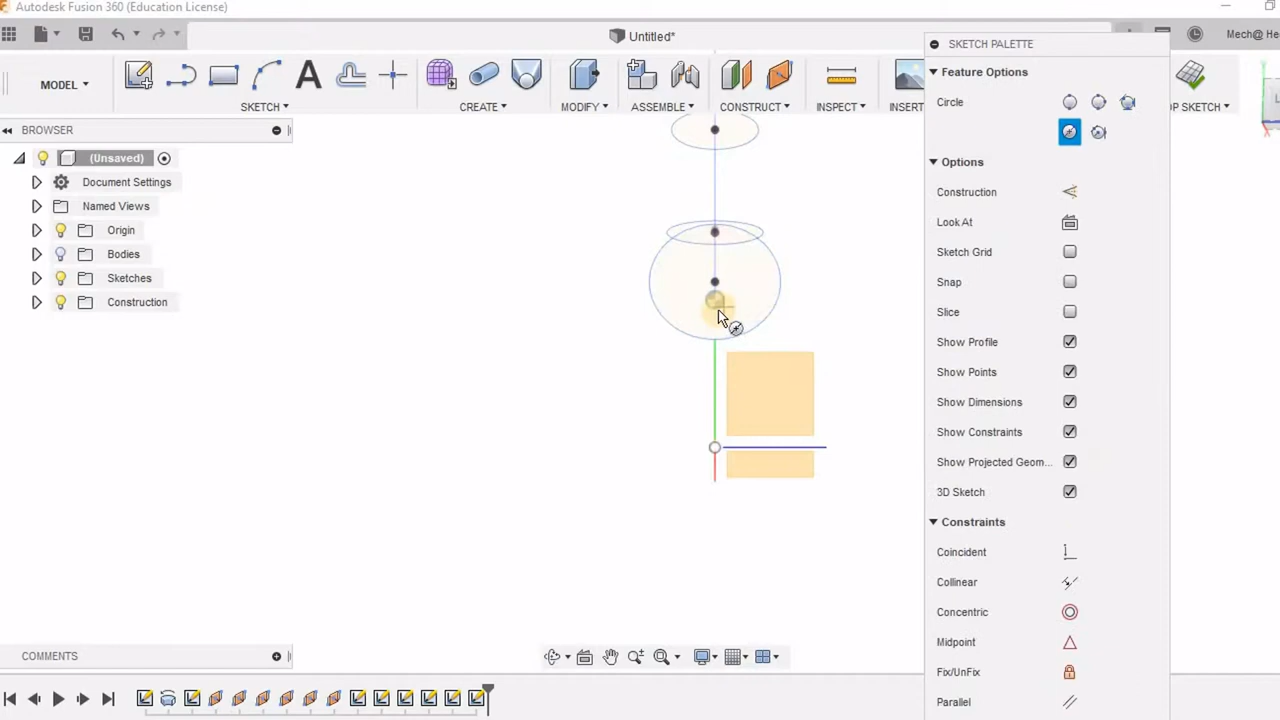 Autodesk Fusion 360 (Education License)
Untitled*
Mech@ He
MODEL
SKETCH
CREATE
MODIFY
ASSEMBLE
CONSTRUCT
INSPECT
INSERT
OP SKETCH
BROWSER
(Unsaved)
Document Settings
Named Views
Origin
Bodies
Sketches
Construction
SKETCH PALETTE
Feature Options
Circle
Options
Construction
Look At
Sketch Grid
Snap
Slice
Show Profile
Show Points
Show Dimensions
Show Constraints
Show Projected Geom...
3D Sketch
Constraints
Coincident
Collinear
Concentric
Midpoint
Fix/UnFix
Parallel
COMMENTS